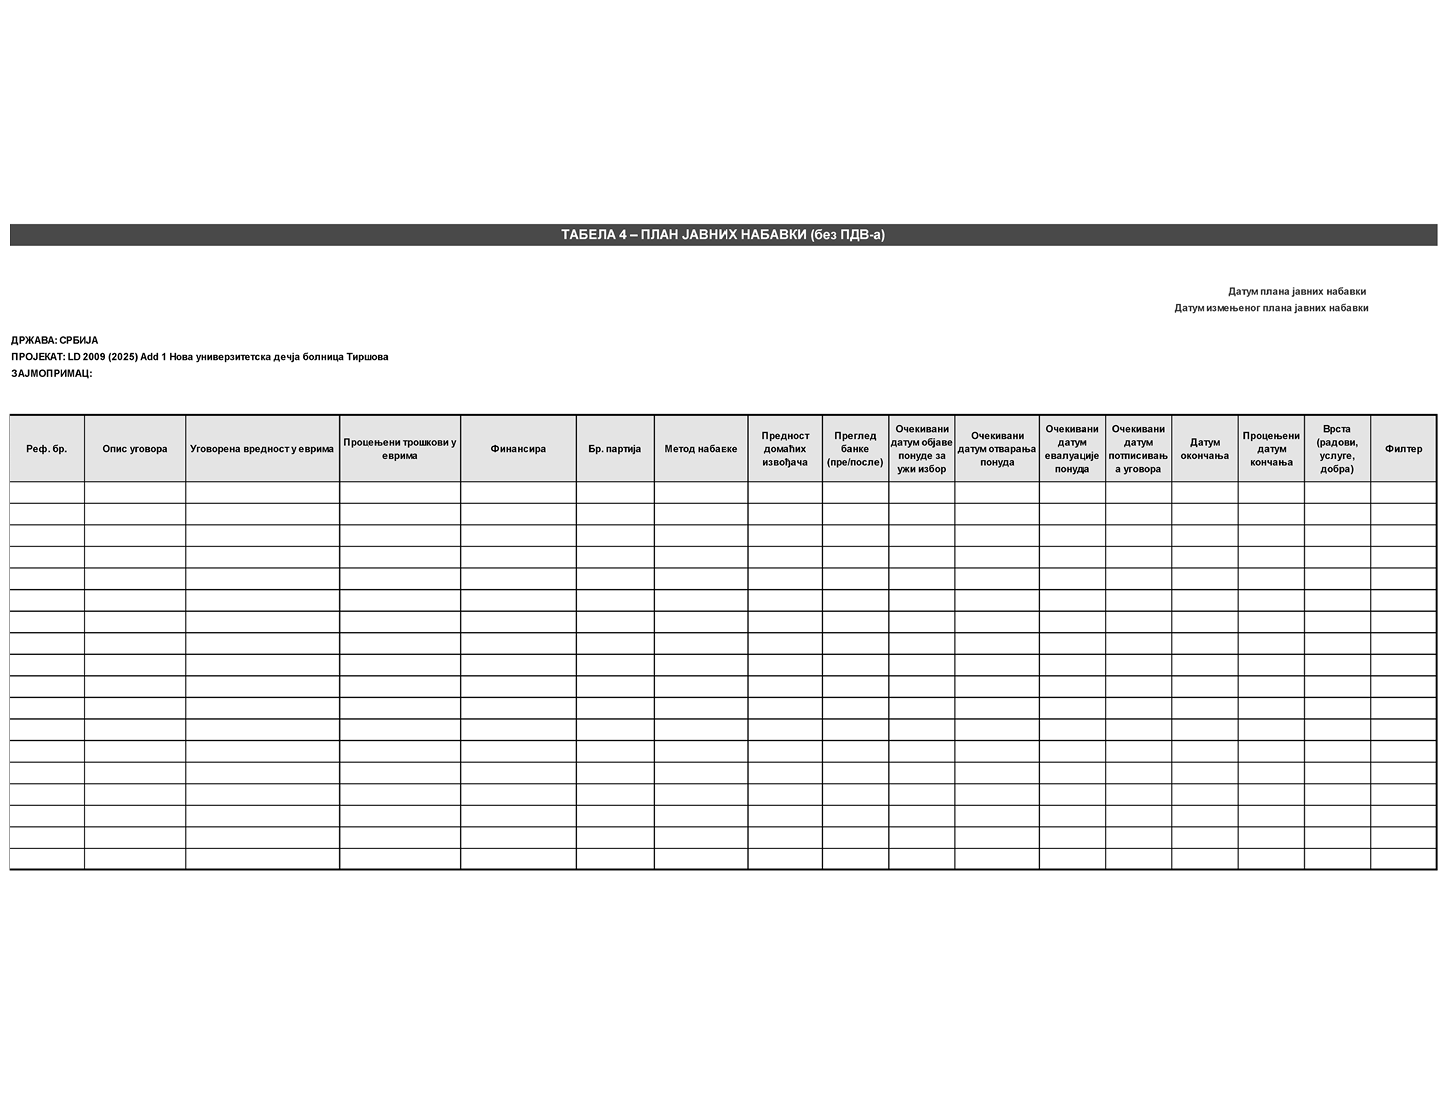 ТАБЕЛА 4 – ПЛАН ЈАВНИХ НАБАВКИ (без ПДВ-а)
Датум плана јавних набавки
Датум измењеног плана јавних набавки
ДРЖАВА: СРБИЈА
ПРОЈЕКАТ: LD 2009 (2025) Add 1 Нова универзитетска дечја болница Тиршова
ЗАЈМОПРИМАЦ:
Реф. бр.
Опис уговора
Уговорена вредност у еврима
Процењени трошкови у
еврима
Финансира
Бр. партија
Метод набавке
Предност
домаћих
извођача
Преглед
банке
(пре/после)
Очекивани
датум објаве
понуде за
ужи избор
Очекивани
датум отварања
понуда
Очекивани
датум
евалуације
понуда
Очекивани
датум
потписивањ
а уговора
Датум
окончања
Процењени
датум
кончања
Врста
(радови,
услуге,
добра)
Филтер